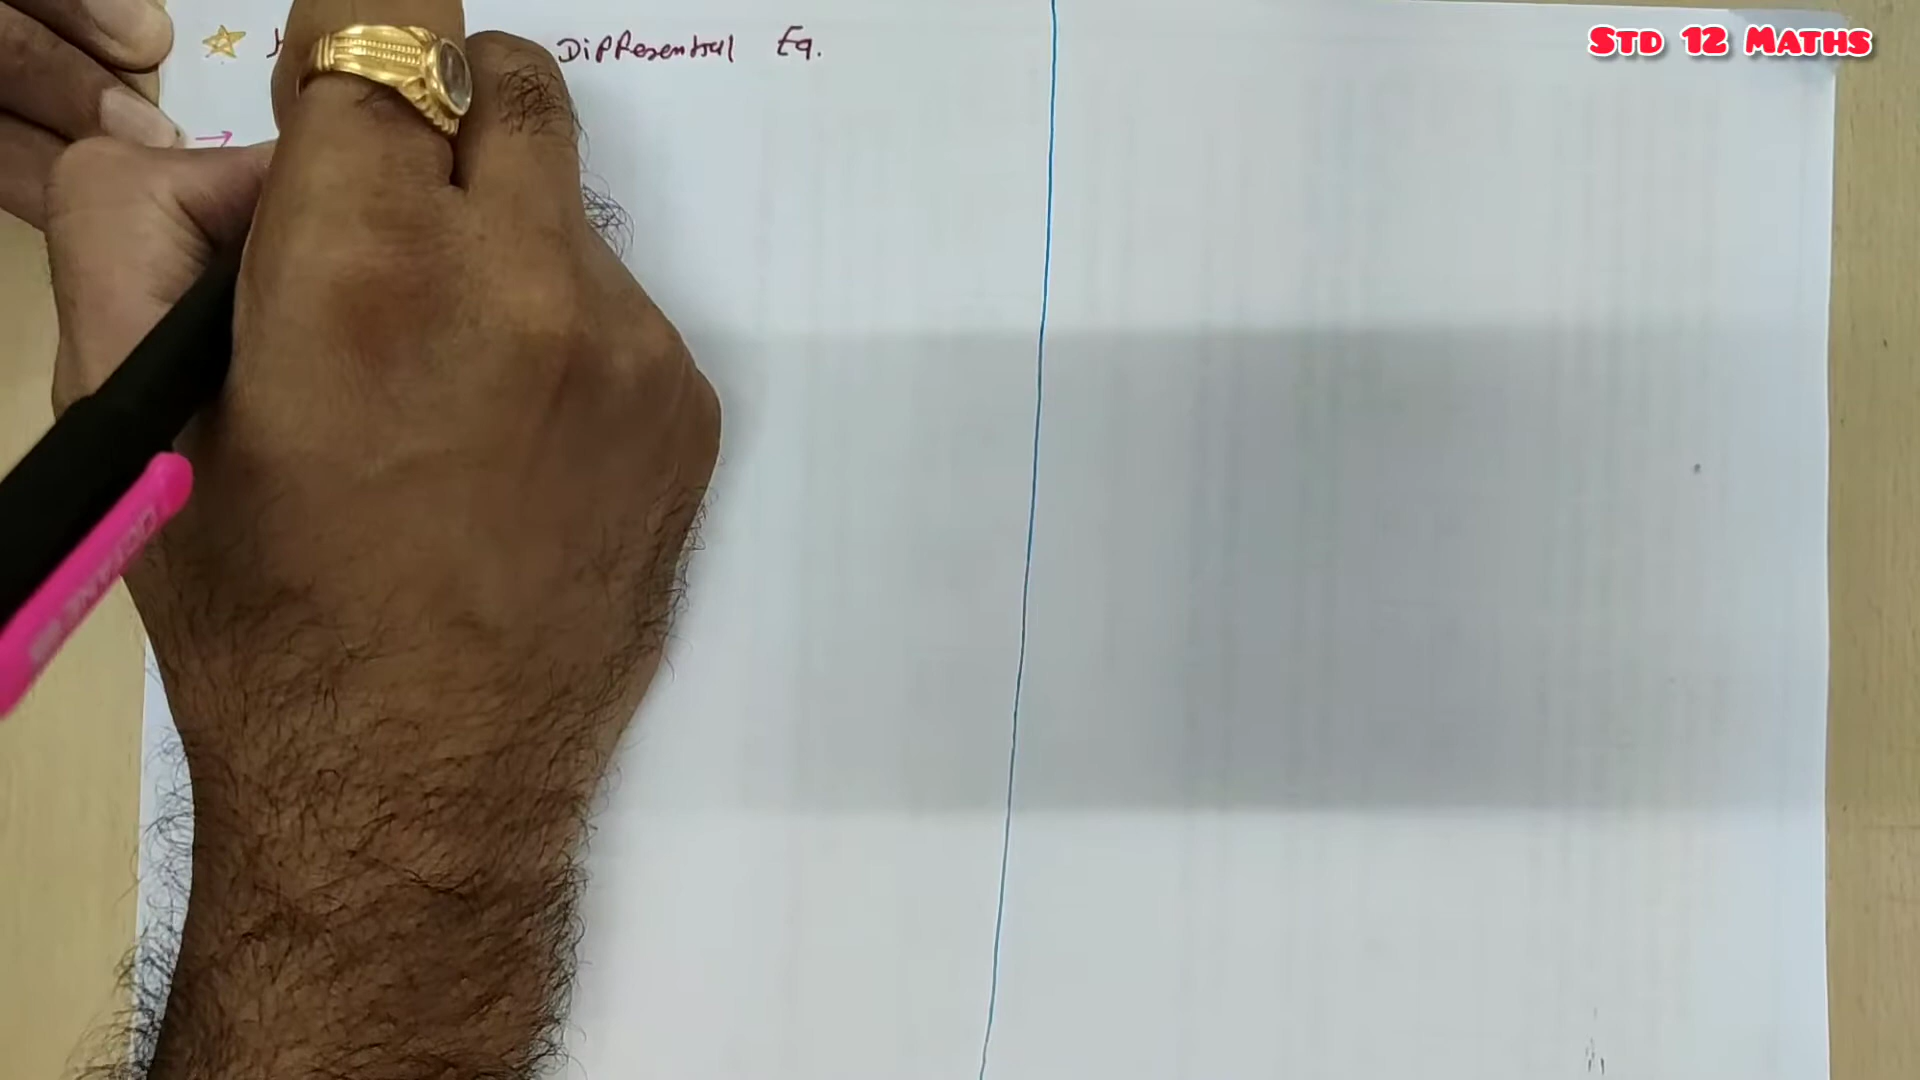 STD 12 MATHS
☆ Differential Eq.
→